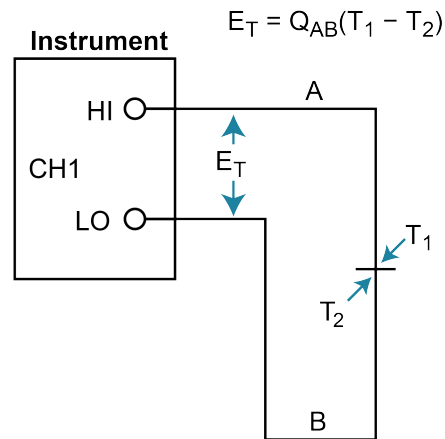 E_T = Q_AB(T_1 − T_2)
Instrument
A
HI
E_T
CH1
LO
T_1
T_2
B